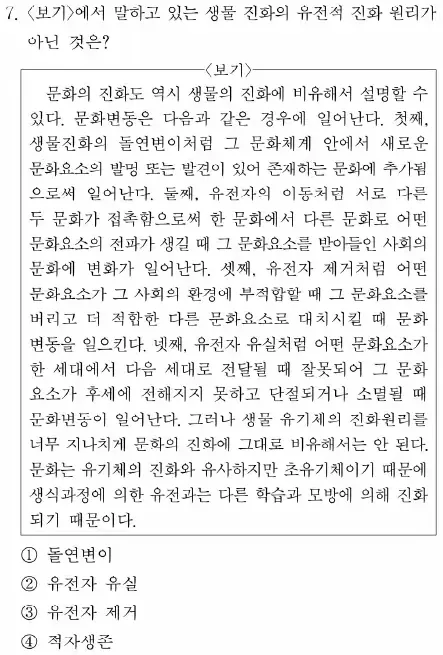 7. 〈보기〉에서 말하고 있는 생물 진화의 유전적 진화 원리가
아닌 것은?
〈보기〉
문화의 진화도 역시 생물의 진화에 비유해서 설명할 수
있다. 문화변동은 다음과 같은 경우에 일어난다. 첫째,
생물진화의 돌연변이처럼 그 문화체계 안에서 새로운
문화요소의 발명 또는 발견이 있어 존재하는 문화에 추가됨
으로써 일어난다. 둘째, 유전자의 이동처럼 서로 다른
두 문화가 접촉함으로써 한 문화에서 다른 문화로 어떤
문화요소의 전파가 생길 때 그 문화요소를 받아들인 사회의
문화에 변화가 일어난다. 셋째, 유전자 제거처럼 어떤
문화요소가 그 사회의 환경에 부적합할 때 그 문화요소를
버리고 더 적합한 다른 문화요소로 대치시킬 때 문화
변동을 일으킨다. 넷째, 유전자 유실처럼 어떤 문화요소가
한 세대에서 다음 세대로 전달될 때 잘못되어 그 문화
요소가 후세에 전해지지 못하고 단절되거나 소멸될 때
문화변동이 일어난다. 그러나 생물 유기체의 진화원리를
너무 지나치게 문화의 진화에 그대로 비유해서는 안 된다.
문화는 유기체의 진화와 유사하지만 초유기체이기 때문에
생식과정에 의한 유전과는 다른 학습과 모방에 의해 진화
되기 때문이다.
① 돌연변이
② 유전자 유실
③ 유전자 제거
④ 적자생존